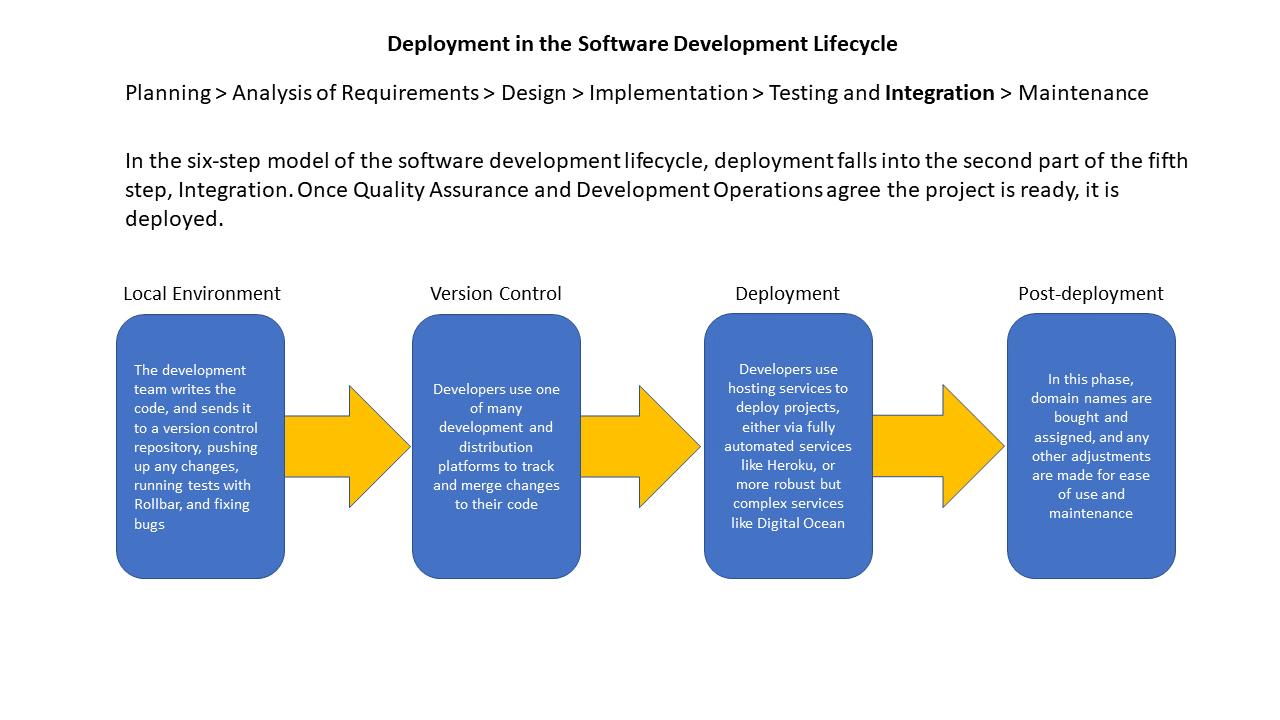 Deployment in the Software Development Lifecycle
Planning > Analysis of Requirements > Design > Implementation > Testing and Integration > Maintenance
In the six-step model of the software development lifecycle, deployment falls into the second part of the fifth
step, Integration. Once Quality Assurance and Development Operations agree the project is ready, it is
deployed.
Local Environment
The development
team writes the
code, and sends it
to a version control
repository, pushing
up any changes,
running tests with
Rollbar, and fixing
bugs
Version Control
Developers use one
of many
development and
distribution
platforms to track
and merge changes
to their code
Deployment
Developers use
hosting services to
deploy projects,
either via fully
automated services
like Heroku, or
more robust but
complex services
like Digital Ocean
Post-deployment
In this phase,
domain names are
bought and
assigned, and any
other adjustments
are made for ease
of use and
maintenance